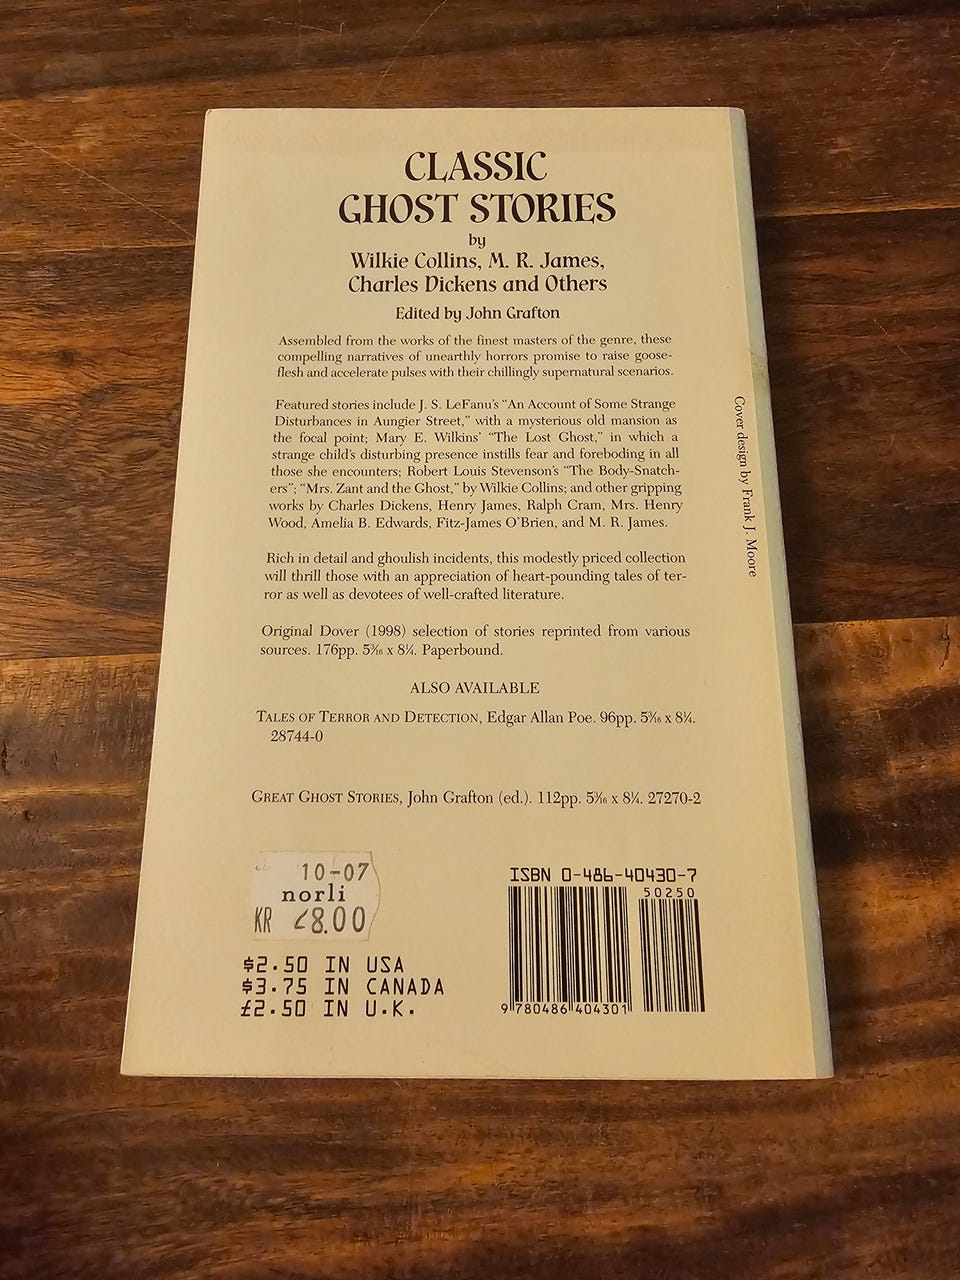 CLASSIC
GHOST STORIES
by
Wilkie Collins, M. R. James,
Charles Dickens and Others
Edited by John Grafton
Assembled from the works of the finest masters of the genre, these
compelling narratives of unearthly horrors promise to raise goose-
flesh and accelerate pulses with their chillingly supernatural scenarios.
Featured stories include J. S. LeFanu's "An Account of Some Strange
Disturbances in Aungier Street," with a mysterious old mansion as
the focal point; Mary E. Wilkins' "The Lost Ghost," in which a
strange child's disturbing presence instills fear and foreboding in all
those she encounters; Robert Louis Stevenson's "The Body-Snatch-
ers"; "Mrs. Zant and the Ghost," by Wilkie Collins; and other gripping
works by Charles Dickens, Henry James, Ralph Cram, Mrs. Henry
Wood, Amelia B. Edwards, Fitz-James O'Brien, and M. R. James.
Rich in detail and ghoulish incidents, this modestly priced collection
will thrill those with an appreciation of heart-pounding tales of ter-
ror as well as devotees of well-crafted literature.
Original Dover (1998) selection of stories reprinted from various
sources. 176pp. 5³⁄₁₆ x 8¼. Paperbound.
ALSO AVAILABLE
TALES OF TERROR AND DETECTION, Edgar Allan Poe. 96pp. 5³⁄₁₆ x 8¼.
28744-0
GREAT GHOST STORIES, John Grafton (ed.). 112pp. 5³⁄₁₆ x 8¼. 27270-2
Cover design by Frank J. Moore
10-07
norli
KR 28.00
$2.50 IN USA
$3.75 IN CANADA
£2.50 IN U.K.
ISBN 0-486-40430-7
50250
9 780486 404301